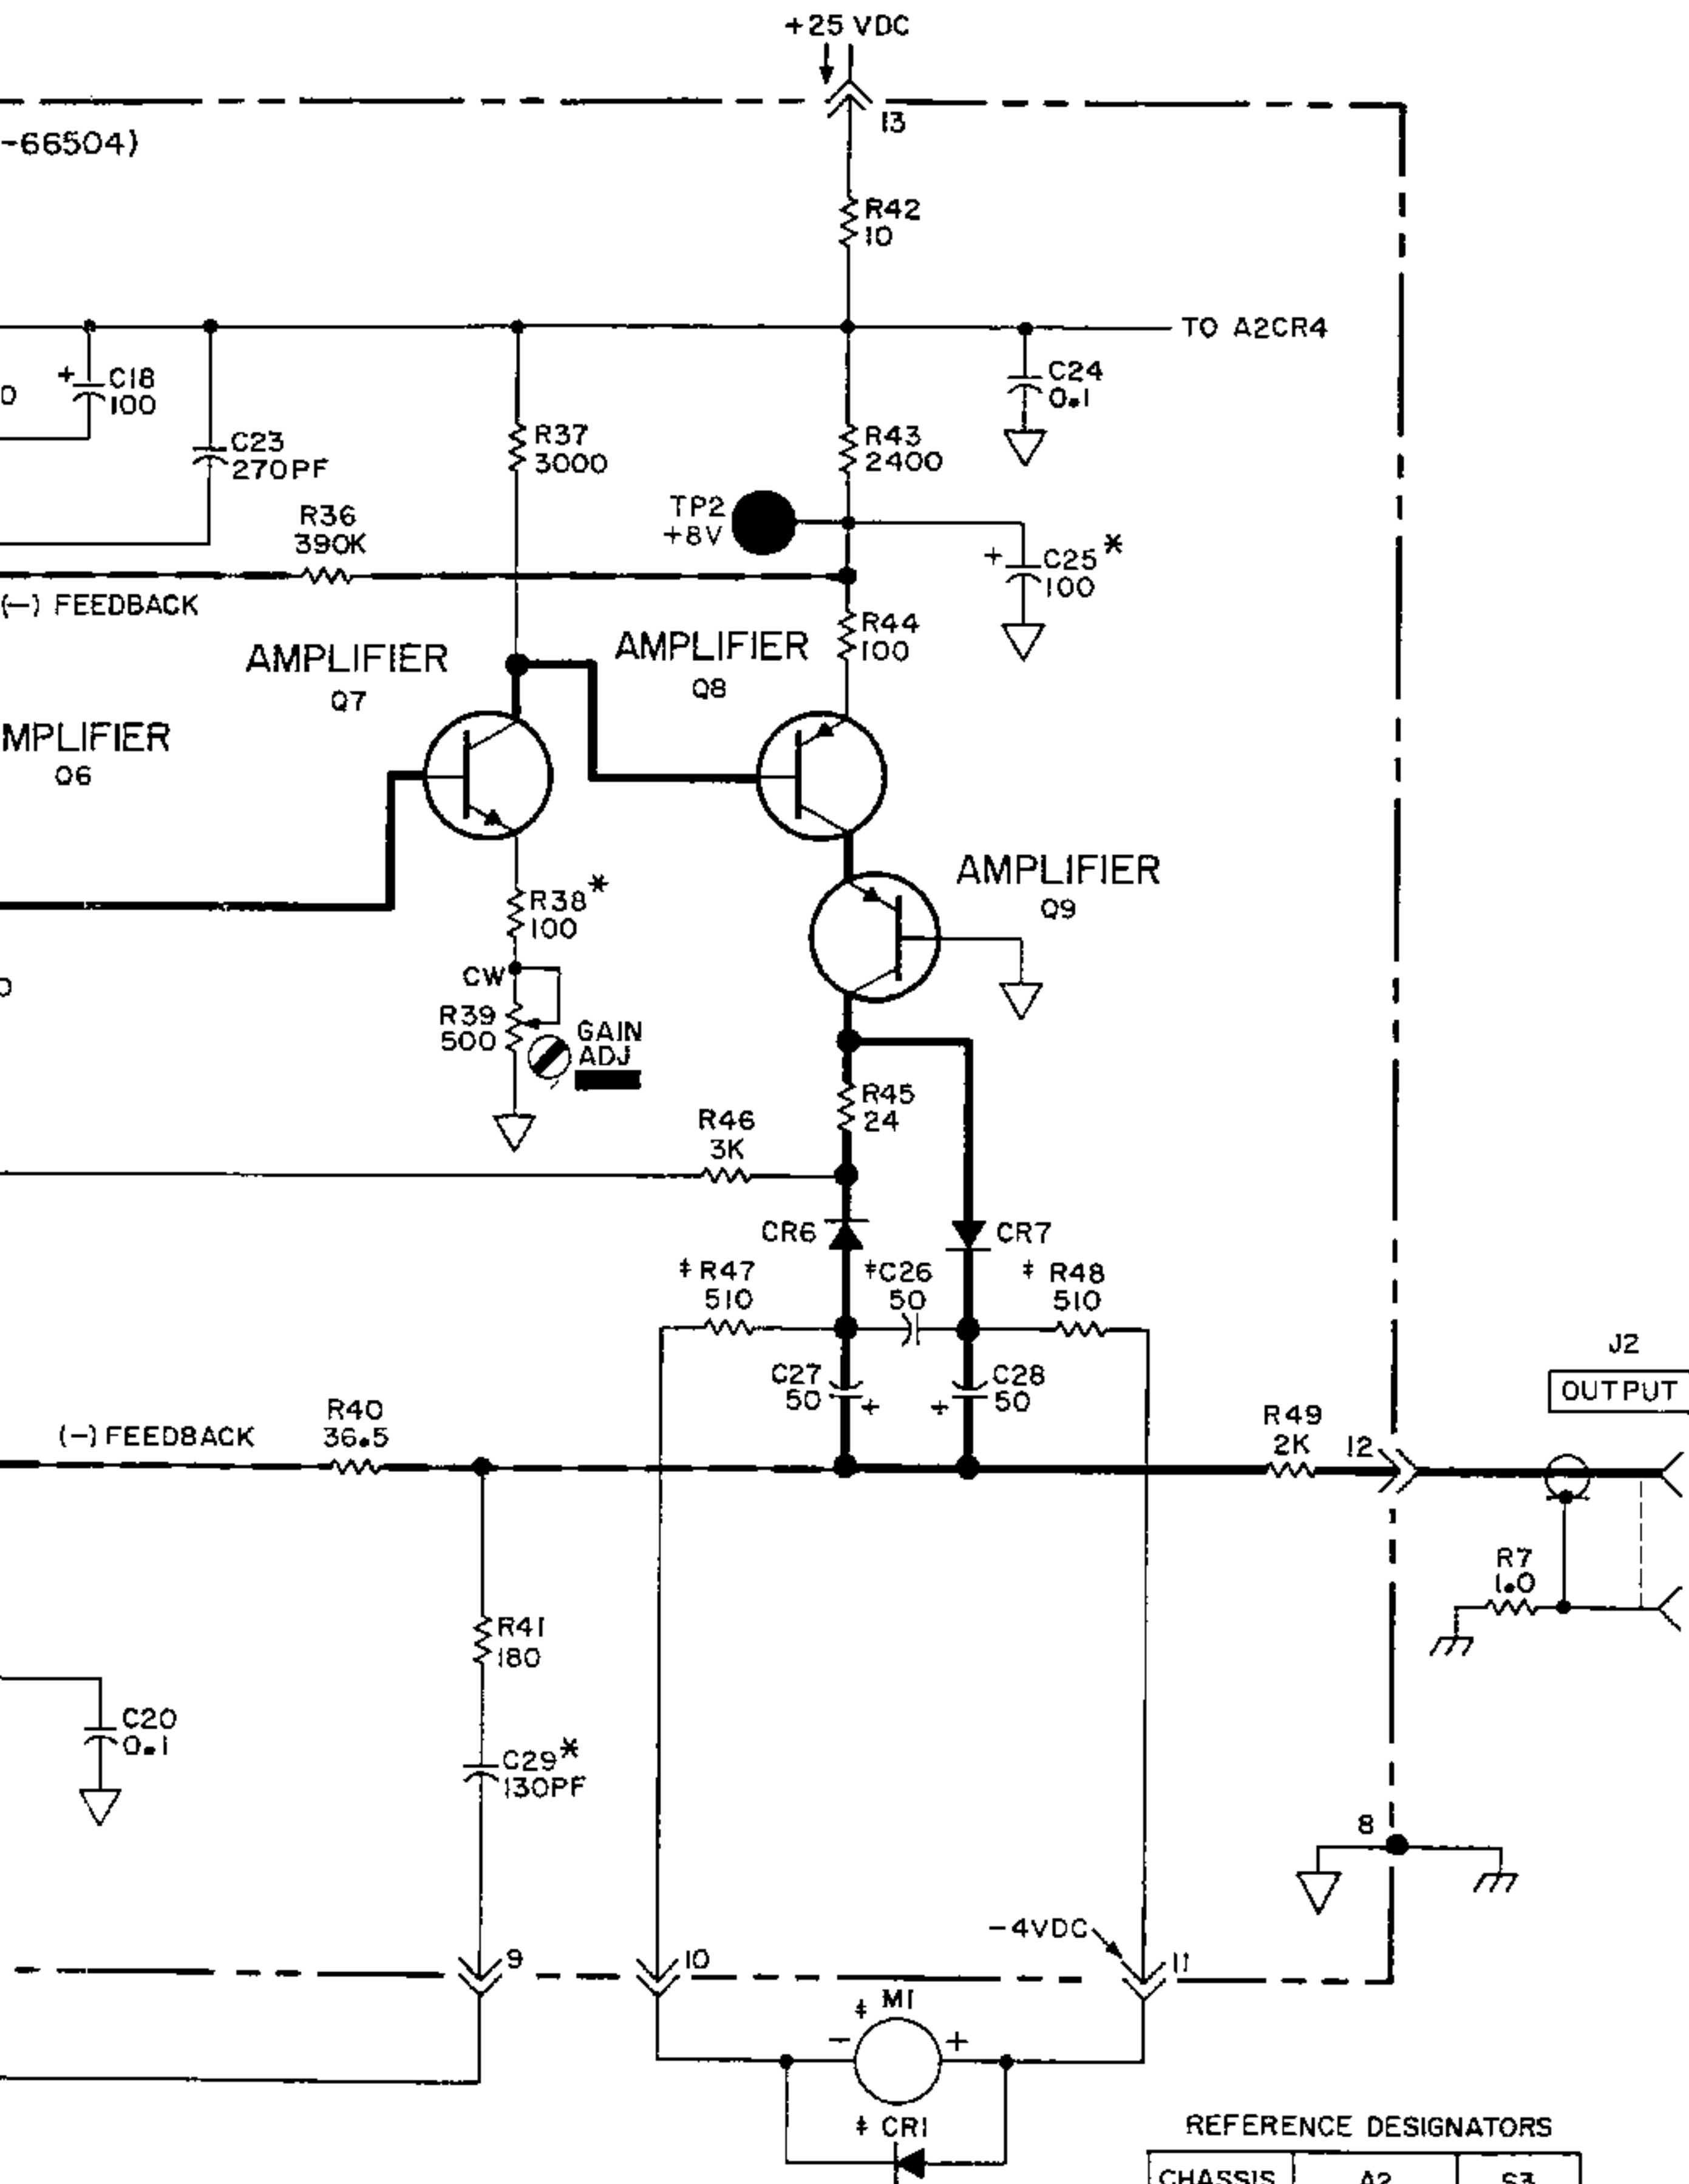 +25 VDC
13
-66504)
R42
10
TO A2CR4
+
C18
100
C24
0.1
C23
270PF
R37
3000
R43
2400
R36
390K
TP2
+8V
+
C25*
100
(-) FEEDBACK
R44
100
AMPLIFIER
Q7
AMPLIFIER
Q8
MPLIFIER
Q6
AMPLIFIER
Q9
R38*
100
CW
R39
500
GAIN
ADJ
R45
24
R46
3K
CR6
CR7
‡ R47
510
‡C26
50
‡ R48
510
C27
50
+
+
C28
50
J2
OUTPUT
(-) FEEDBACK
R40
36.5
R49
2K
12
R7
1.0
R41
180
C20
0.1
C29*
130PF
8
-4VDC
9
10
11
‡ M1
-
+
‡ CR1
REFERENCE DESIGNATORS
CHASSIS
A2
S3